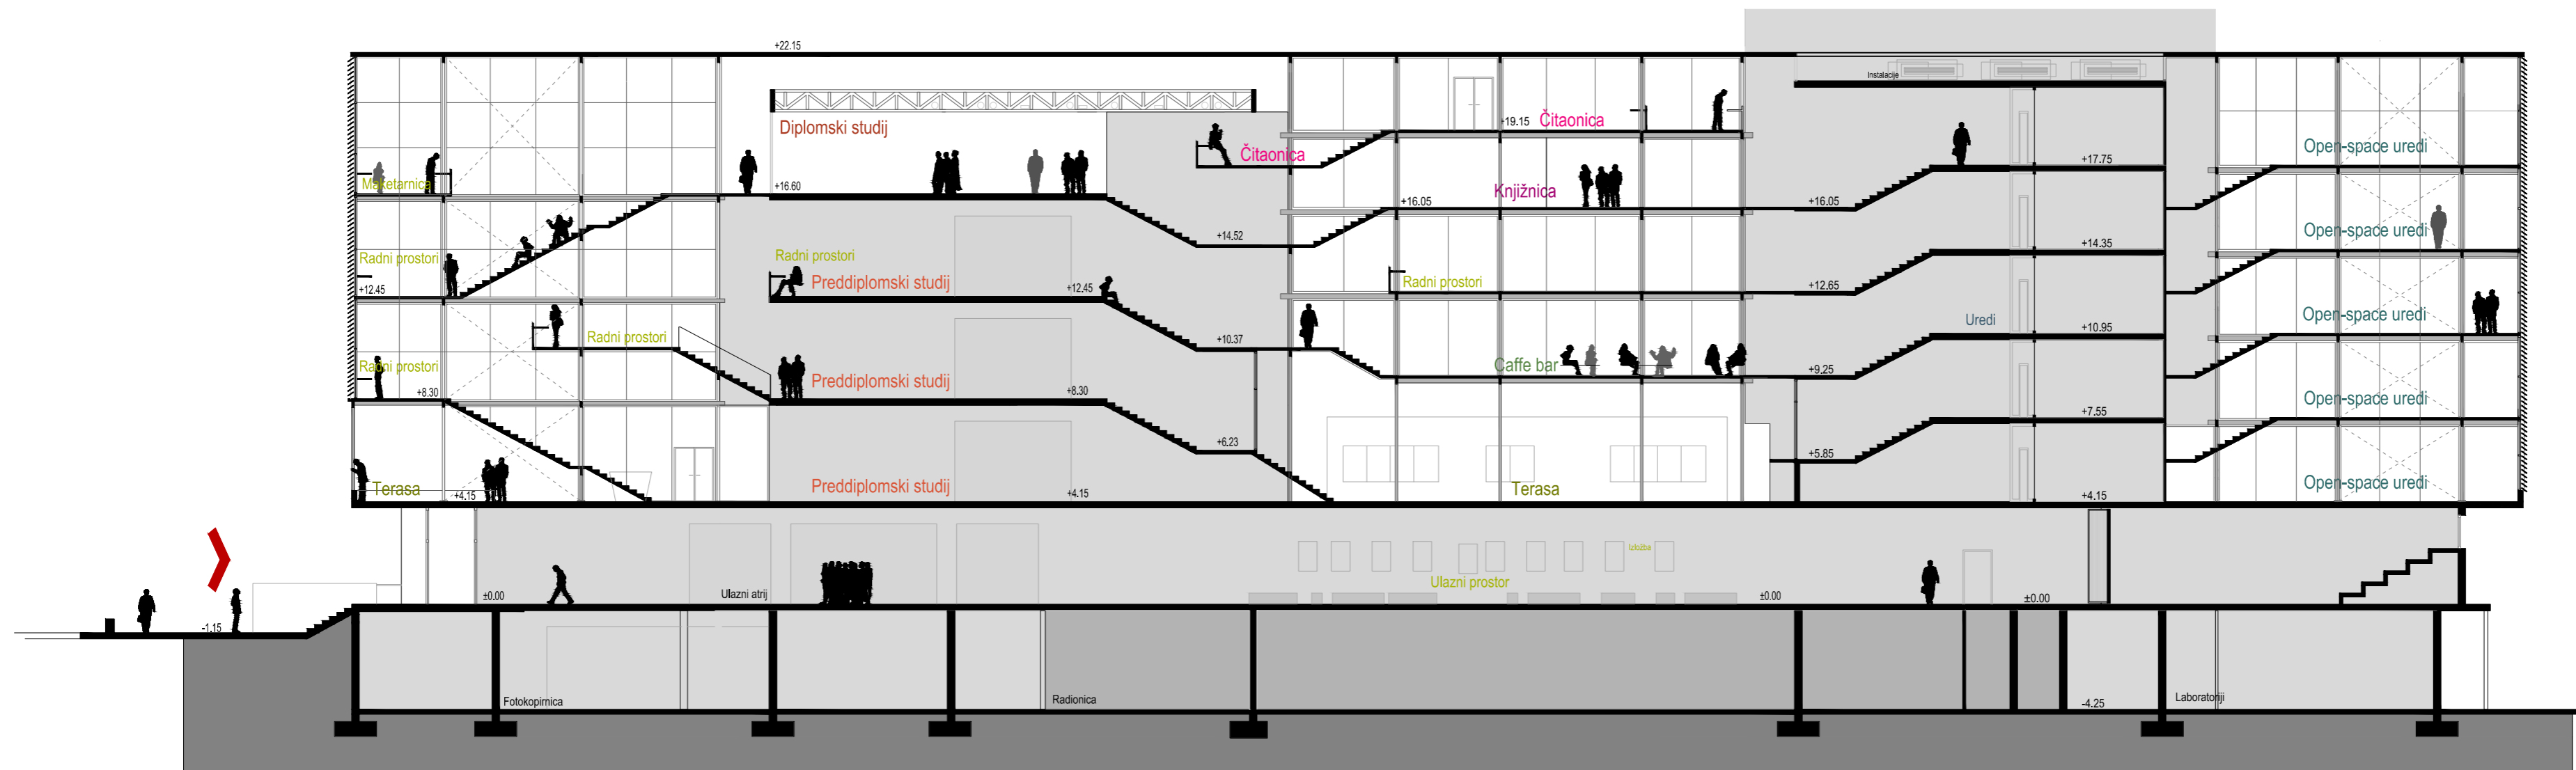 +22.15
Instalacije
Diplomski studij
+19.15
Čitaonica
Čitaonica
Open-space uredi
+17.75
Maketarnica
+16.60
Knjižnica
+16.05
+16.05
Open-space uredi
+14.52
+14.35
Radni prostori
Radni prostori
Preddiplomski studij
Radni prostori
+12.45
+12.45
+12.65
Open-space uredi
Uredi
+10.95
Radni prostori
+10.37
Radni prostori
Caffe bar
+9.25
Preddiplomski studij
+8.30
+8.30
Open-space uredi
+7.55
+6.23
+5.85
Terasa
+4.15
Preddiplomski studij
+4.15
Terasa
+4.15
Open-space uredi
Izložba
Ulazni prostor
±0.00
Ulazni atrij
±0.00
±0.00
-1.15
Fotokopirnica
Radionica
-4.25
Laboratoriji